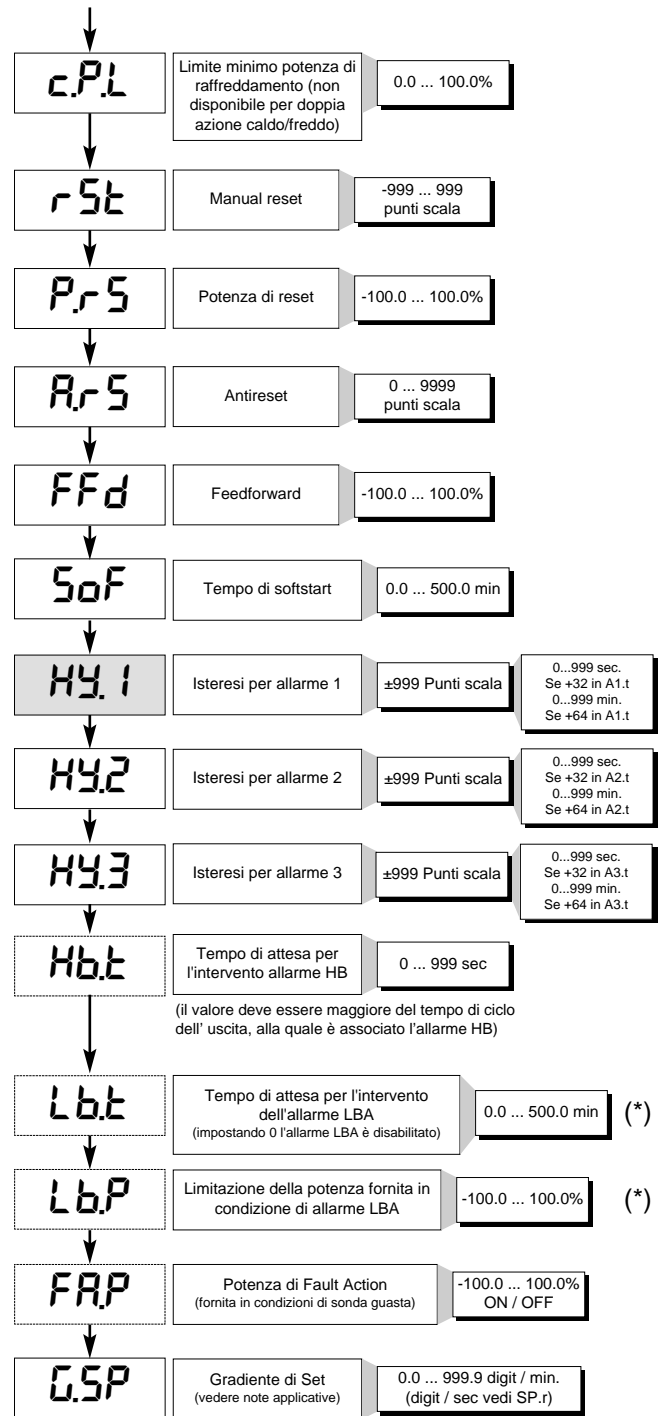 c.P.L
Limite minimo potenza di
raffreddamento (non
disponibile per doppia
azione caldo/freddo)
0.0 ... 100.0%
rSt
Manual reset
-999 ... 999
punti scala
P.rS
Potenza di reset
-100.0 ... 100.0%
A.rS
Antireset
0 ... 9999
punti scala
FFd
Feedforward
-100.0 ... 100.0%
SoF
Tempo di softstart
0.0 ... 500.0 min
HY.1
Isteresi per allarme 1
±999 Punti scala
0...999 sec.
Se +32 in A1.t
0...999 min.
Se +64 in A1.t
HY.2
Isteresi per allarme 2
±999 Punti scala
0...999 sec.
Se +32 in A2.t
0...999 min.
Se +64 in A2.t
HY.3
Isteresi per allarme 3
±999 Punti scala
0...999 sec.
Se +32 in A3.t
0...999 min.
Se +64 in A3.t
Hb.t
Tempo di attesa per
l'intervento allarme HB
0 ... 999 sec
(il valore deve essere maggiore del tempo di ciclo
dell' uscita, alla quale è associato l'allarme HB)
Lb.t
Tempo di attesa per l'intervento
dell'allarme LBA
(impostando 0 l'allarme LBA è disabilitato)
0.0 ... 500.0 min (*)
Lb.P
Limitazione della potenza fornita in
condizione di allarme LBA
-100.0 ... 100.0% (*)
FA.P
Potenza di Fault Action
(fornita in condizioni di sonda guasta)
-100.0 ... 100.0%
ON / OFF
G.SP
Gradiente di Set
(vedere note applicative)
0.0 ... 999.9 digit / min.
(digit / sec vedi SP.r)